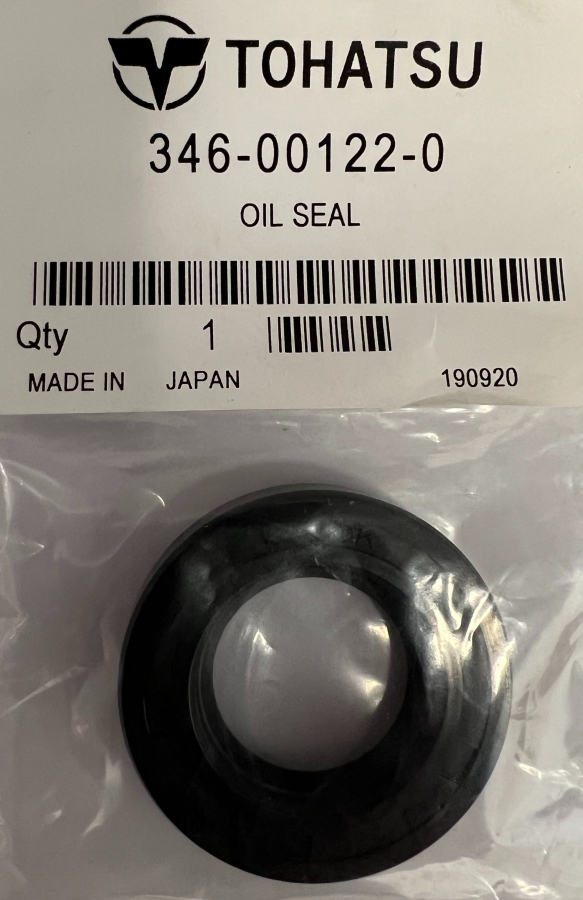 TOHATSU
346-00122-0
OIL SEAL
Qty 1
MADE IN JAPAN 190920